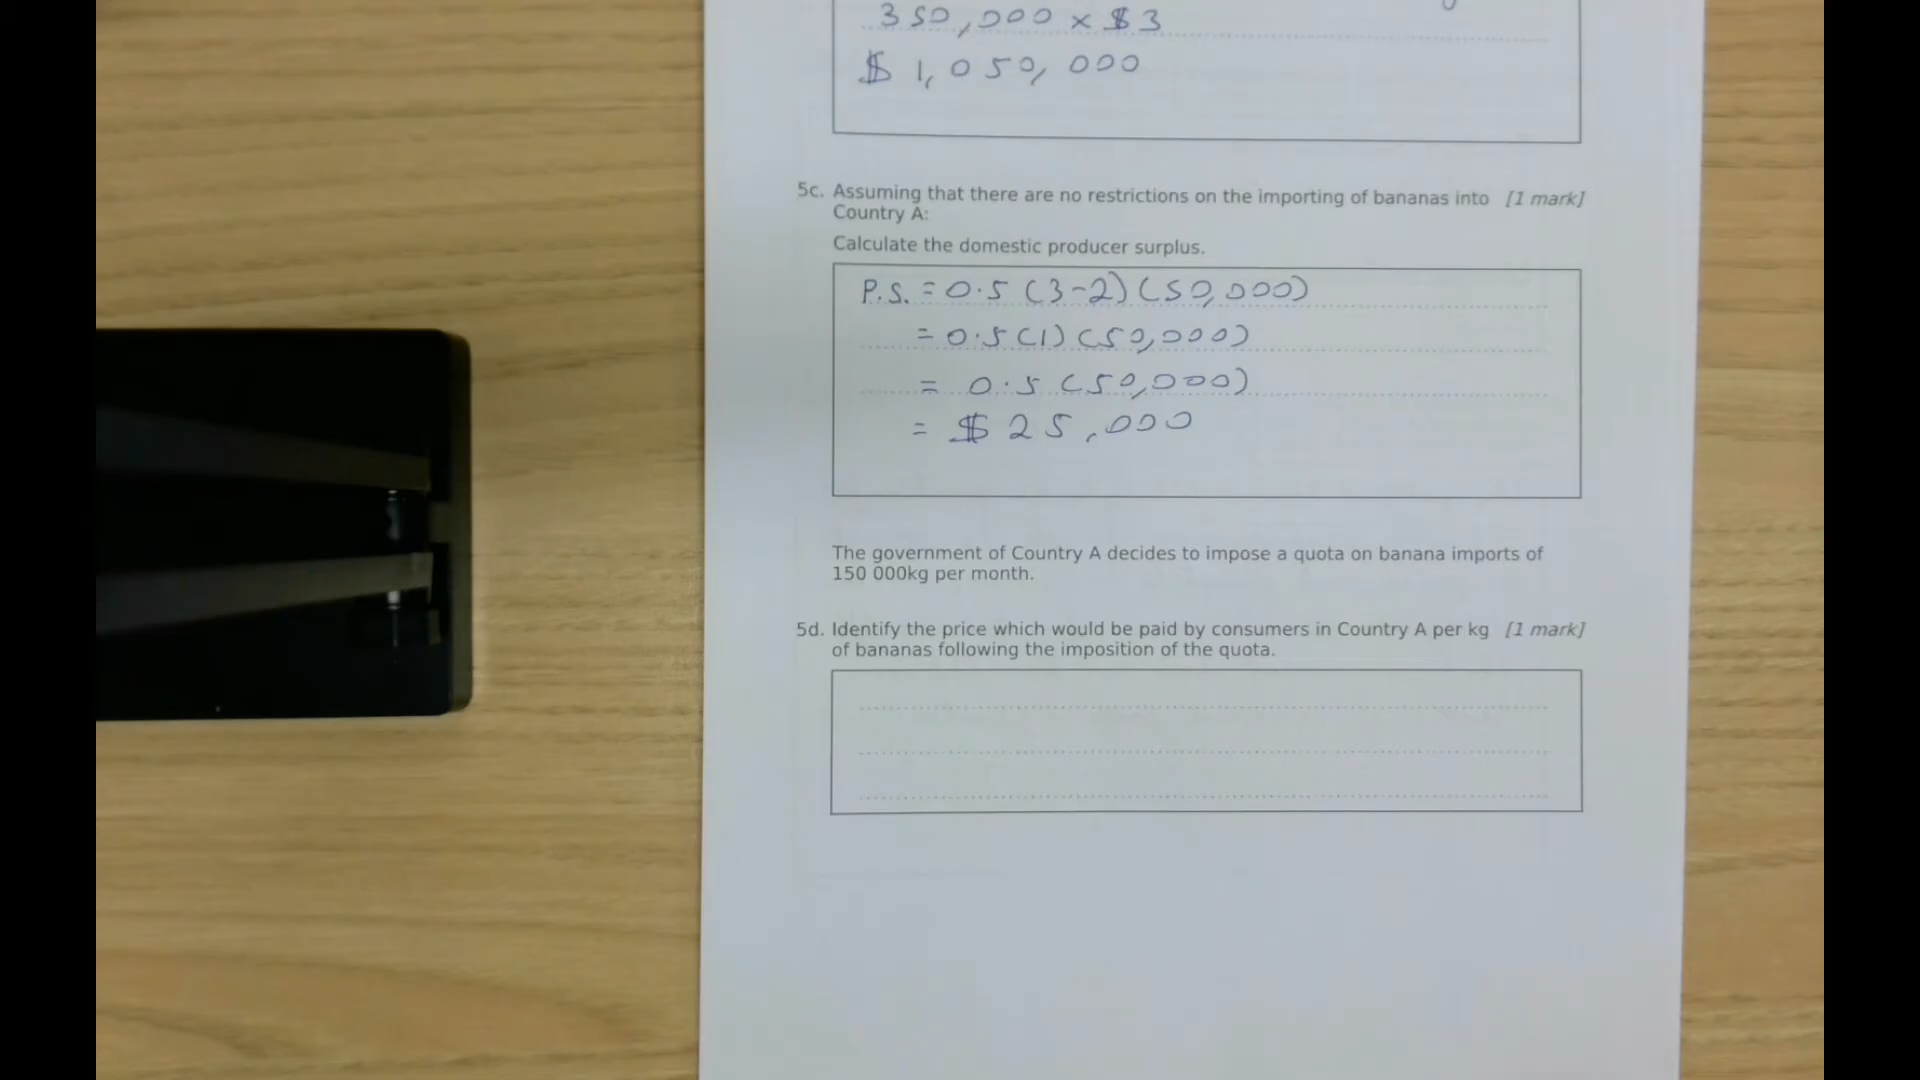 350,000 x $3
$ 1,050,000
5c. Assuming that there are no restrictions on the importing of bananas into [1 mark]
Country A:
Calculate the domestic producer surplus.
P.S. = 0.5 (3-2) (50,000)
= 0.5 (1) (50,000)
= 0.5 (50,000)
= $ 25,000
The government of Country A decides to impose a quota on banana imports of
150 000kg per month.
5d. Identify the price which would be paid by consumers in Country A per kg [1 mark]
of bananas following the imposition of the quota.